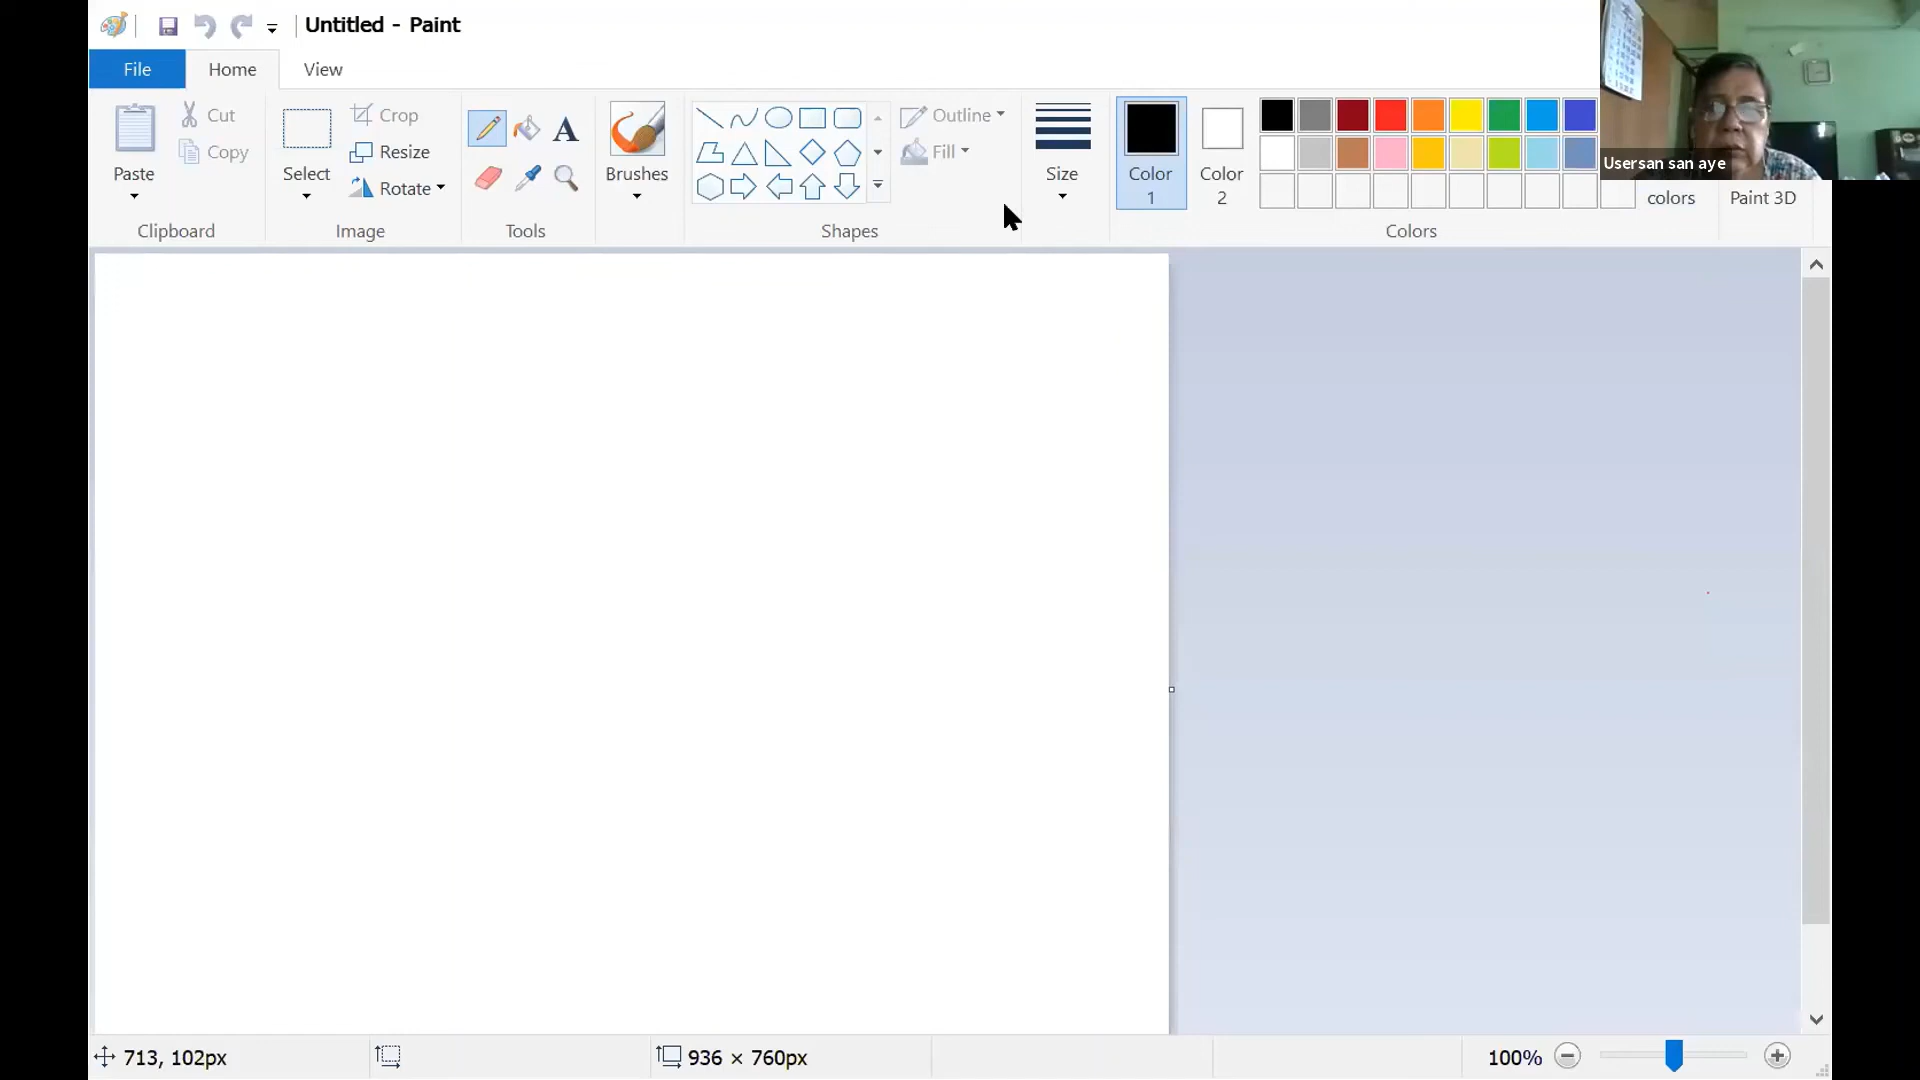 Untitled - Paint
File Home View
Paste Cut Copy
Select Crop Resize Rotate
A
Brushes
Outline Fill
Size
Color 1
Color 2
colors
Paint 3D
Usersan san aye
Clipboard Image Tools Shapes Colors
713, 102px 936 × 760px 100%